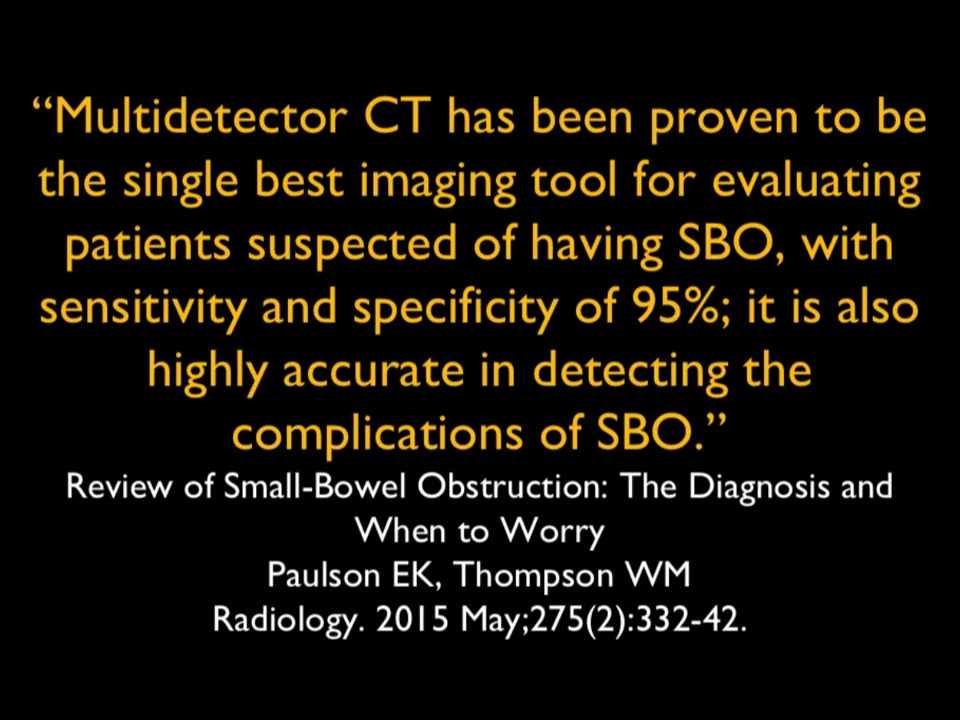 “Multidetector CT has been proven to be
the single best imaging tool for evaluating
patients suspected of having SBO, with
sensitivity and specificity of 95%; it is also
highly accurate in detecting the
complications of SBO.”
Review of Small-Bowel Obstruction: The Diagnosis and
When to Worry
Paulson EK, Thompson WM
Radiology. 2015 May;275(2):332-42.